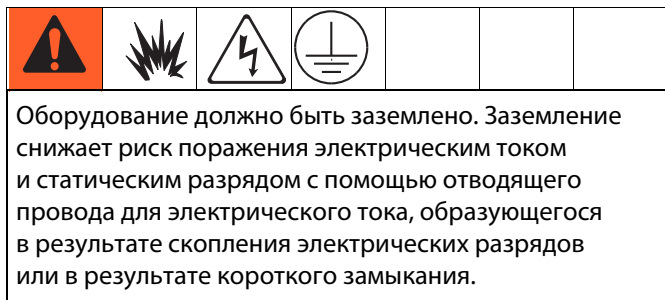 Оборудование должно быть заземлено. Заземление
снижает риск поражения электрическим током
и статическим разрядом с помощью отводящего
провода для электрического тока, образующегося
в результате скопления электрических разрядов
или в результате короткого замыкания.